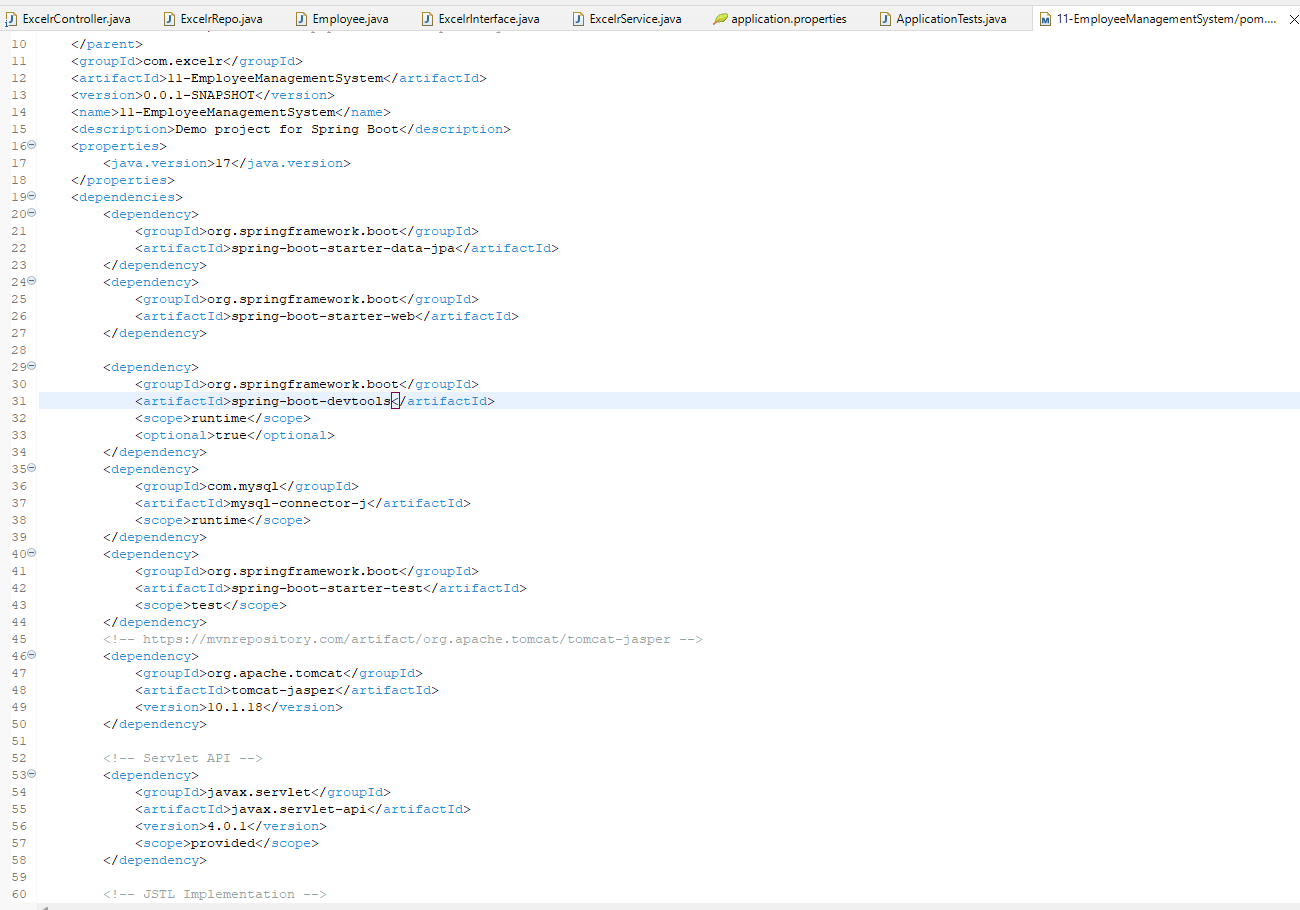 ExcelrController.java ExcelrRepo.java Employee.java ExcelrInterface.java ExcelrService.java application.properties ApplicationTests.java 11-EmployeeManagementSystem/pom....
10 </parent>
11 <groupId>com.excelr</groupId>
12 <artifactId>11-EmployeeManagementSystem</artifactId>
13 <version>0.0.1-SNAPSHOT</version>
14 <name>11-EmployeeManagementSystem</name>
15 <description>Demo project for Spring Boot</description>
16 <properties>
17 <java.version>17</java.version>
18 </properties>
19 <dependencies>
20 <dependency>
21 <groupId>org.springframework.boot</groupId>
22 <artifactId>spring-boot-starter-data-jpa</artifactId>
23 </dependency>
24 <dependency>
25 <groupId>org.springframework.boot</groupId>
26 <artifactId>spring-boot-starter-web</artifactId>
27 </dependency>
28
29 <dependency>
30 <groupId>org.springframework.boot</groupId>
31 <artifactId>spring-boot-devtools</artifactId>
32 <scope>runtime</scope>
33 <optional>true</optional>
34 </dependency>
35 <dependency>
36 <groupId>com.mysql</groupId>
37 <artifactId>mysql-connector-j</artifactId>
38 <scope>runtime</scope>
39 </dependency>
40 <dependency>
41 <groupId>org.springframework.boot</groupId>
42 <artifactId>spring-boot-starter-test</artifactId>
43 <scope>test</scope>
44 </dependency>
45 <!-- https://mvnrepository.com/artifact/org.apache.tomcat/tomcat-jasper -->
46 <dependency>
47 <groupId>org.apache.tomcat</groupId>
48 <artifactId>tomcat-jasper</artifactId>
49 <version>10.1.18</version>
50 </dependency>
51
52 <!-- Servlet API -->
53 <dependency>
54 <groupId>javax.servlet</groupId>
55 <artifactId>javax.servlet-api</artifactId>
56 <version>4.0.1</version>
57 <scope>provided</scope>
58 </dependency>
59
60 <!-- JSTL Implementation -->